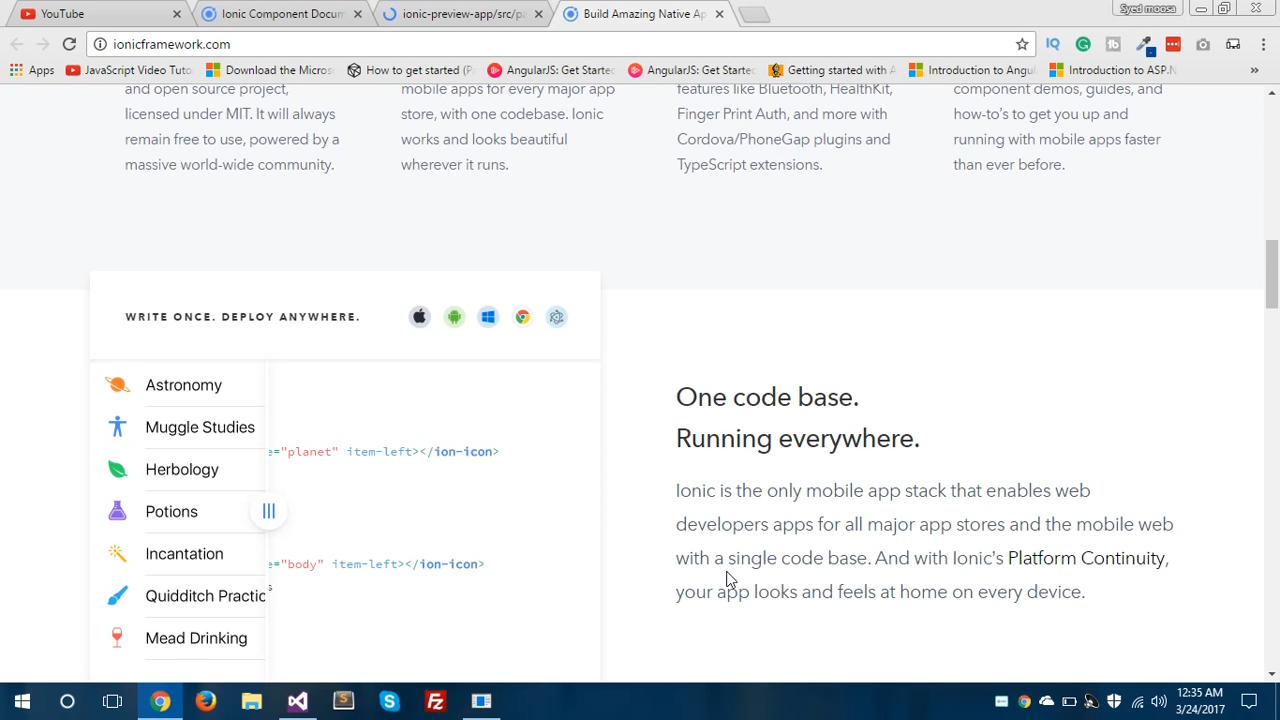 YouTube
Ionic Component Docum
ionic-preview-app/src/pa
Build Amazing Native Ap
Syed moosa
ionicframework.com
Apps
JavaScript Video Tuto
Download the Micros
How to get started (P
AngularJS: Get Starte
AngularJS: Get Starte
Getting started with A
Introduction to Angul
Introduction to ASP.N
»
and open source project,
licensed under MIT. It will always
remain free to use, powered by a
massive world-wide community.
mobile apps for every major app
store, with one codebase. Ionic
works and looks beautiful
wherever it runs.
features like Bluetooth, HealthKit,
Finger Print Auth, and more with
Cordova/PhoneGap plugins and
TypeScript extensions.
component demos, guides, and
how-to's to get you up and
running with mobile apps faster
than ever before.
WRITE ONCE. DEPLOY ANYWHERE.
Astronomy
Muggle Studies
e="planet" item-left></ion-icon>
Herbology
Potions
Incantation
e="body" item-left></ion-icon>
Quidditch Practic
Mead Drinking
One code base.
Running everywhere.
Ionic is the only mobile app stack that enables web
developers apps for all major app stores and the mobile web
with a single code base. And with Ionic's Platform Continuity,
your app looks and feels at home on every device.
12:35 AM
3/24/2017